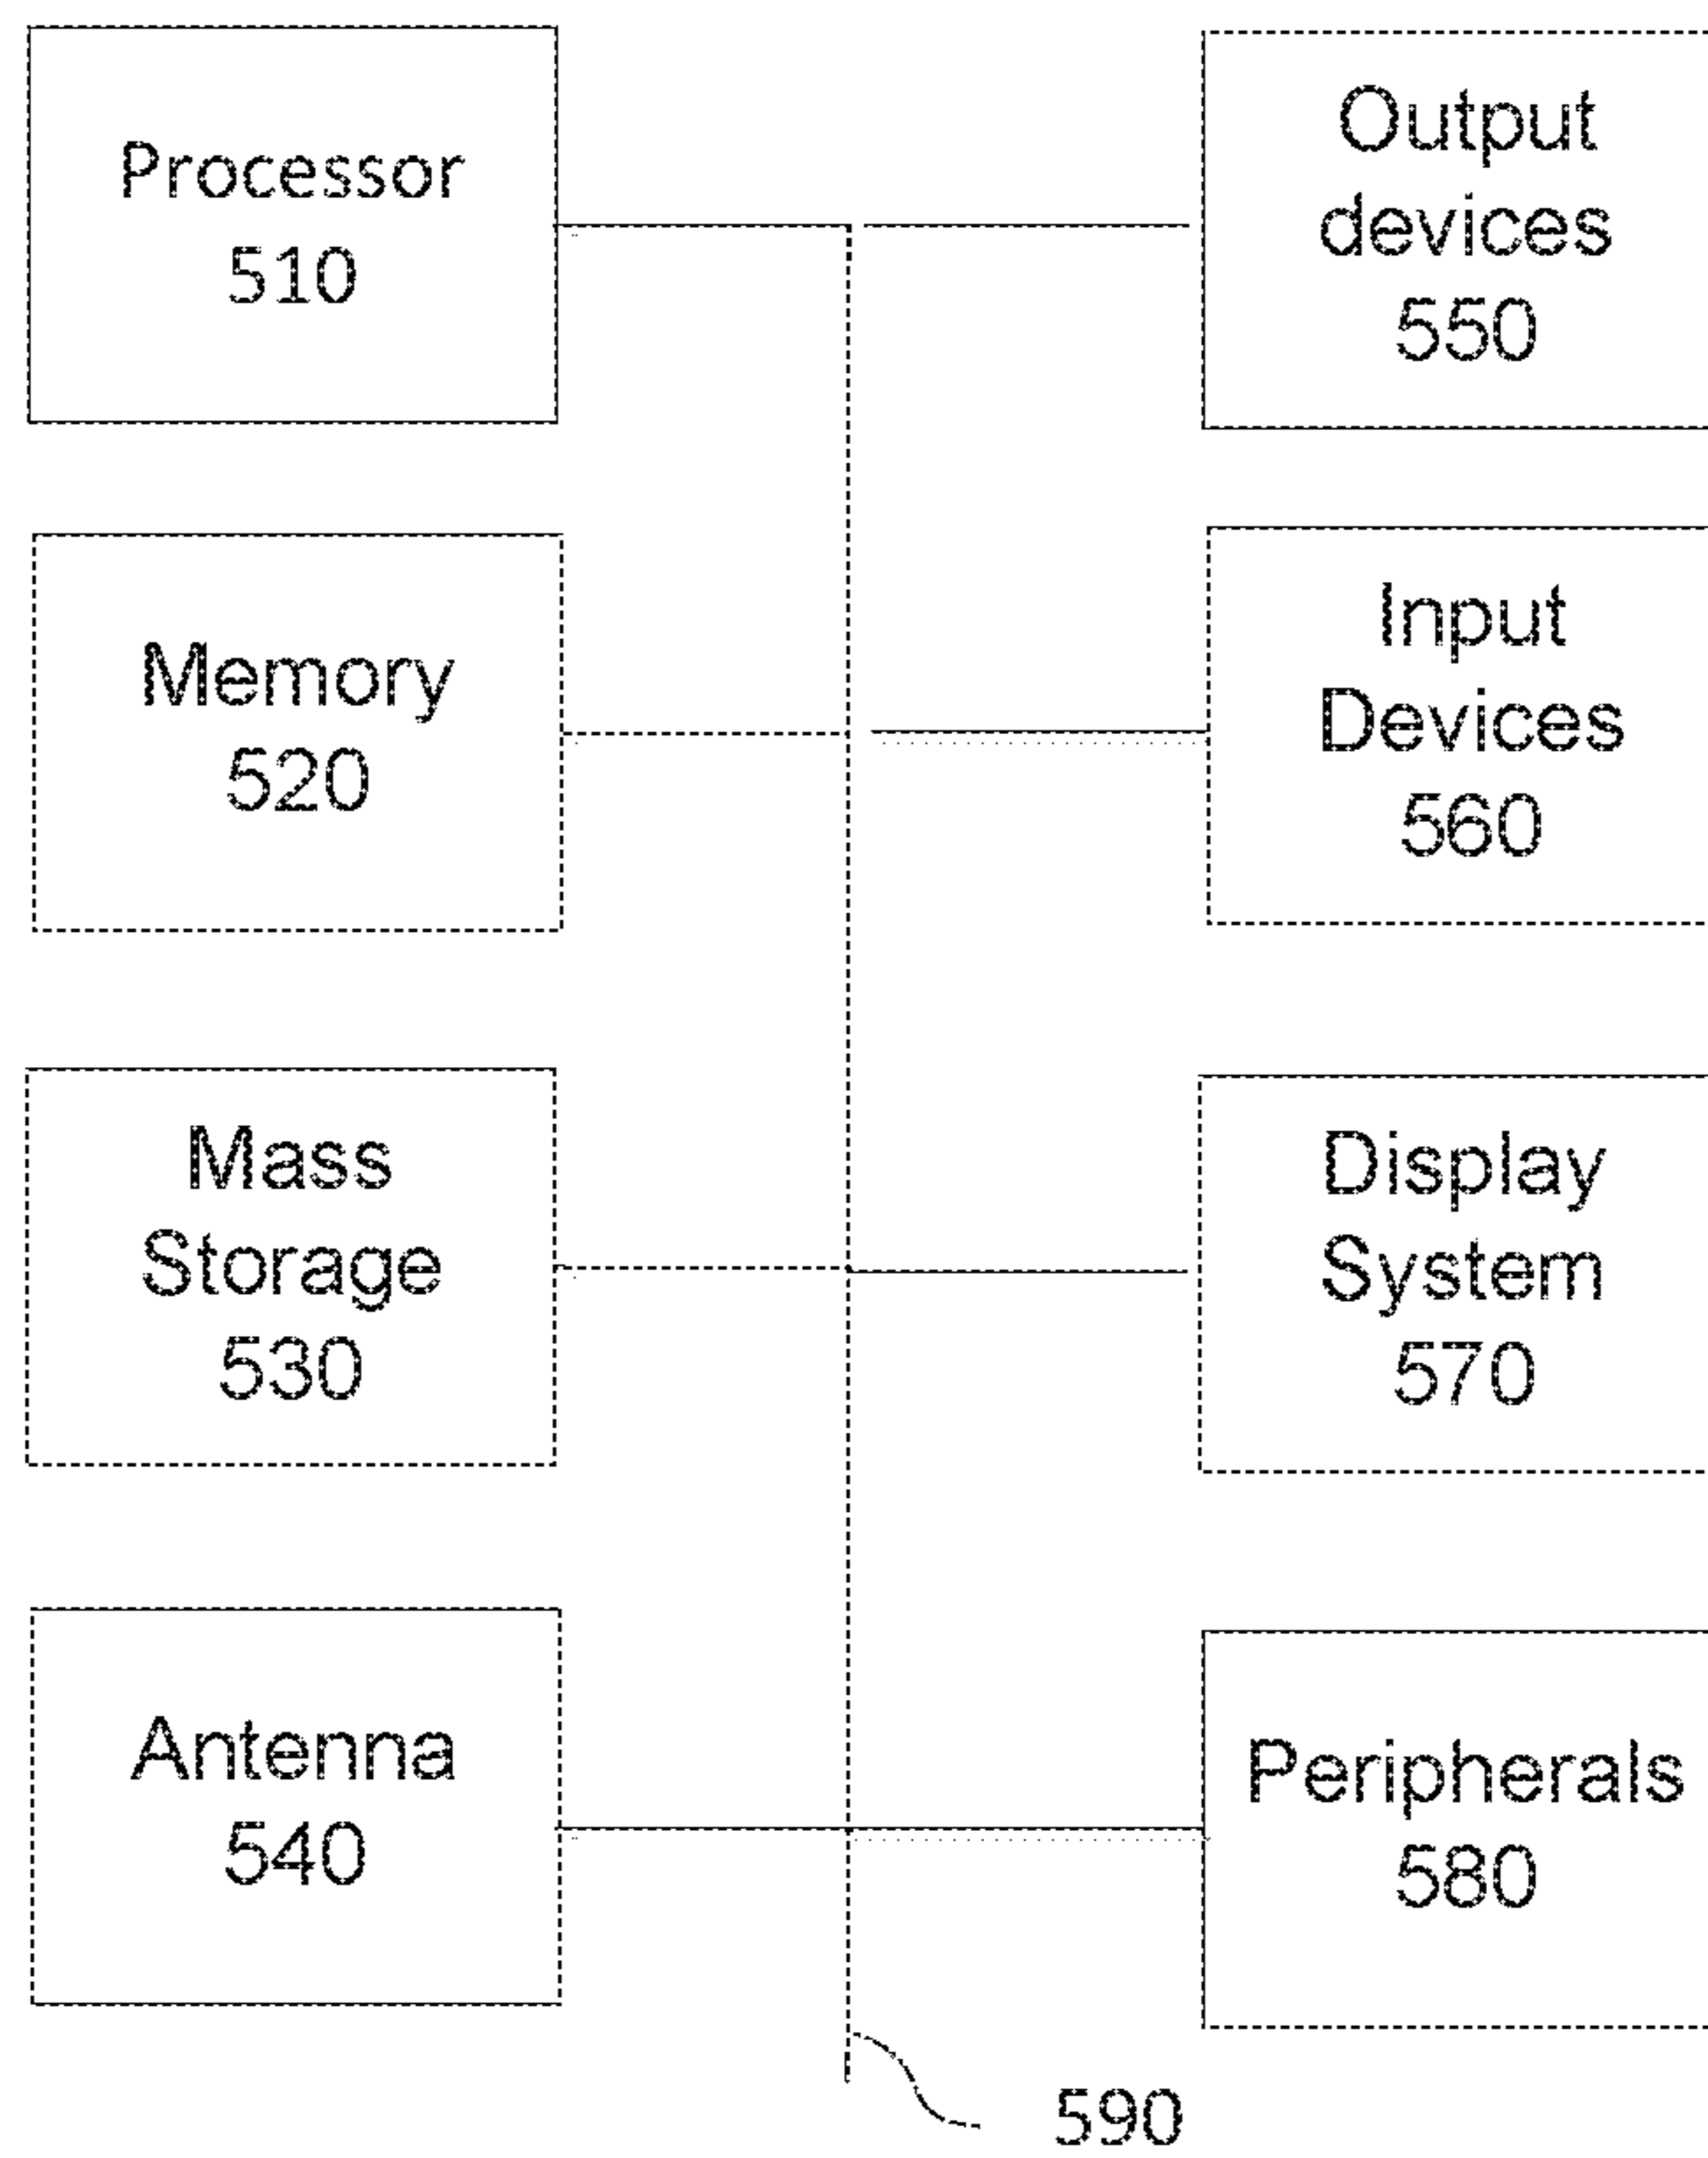 Processor
510
Output
devices
550
Memory
520
Input
Devices
560
Mass
Storage
530
Display
System
570
Antenna
540
Peripherals
580
590